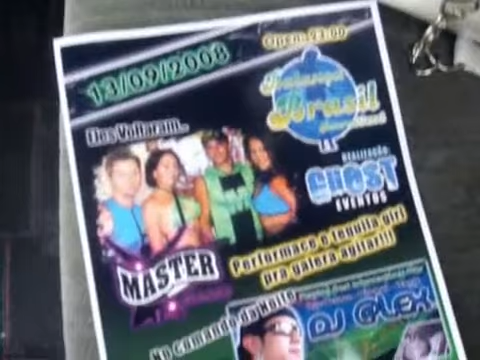 Open: 23:00
13/09/2008
Balança
Brasil
Eles Voltaram...
REALIZAÇÃO
GHOST
EVENTOS
Performace e tequila girl
pra galera agitar!!!
MASTER
No comando da Noite
DJ ALEX